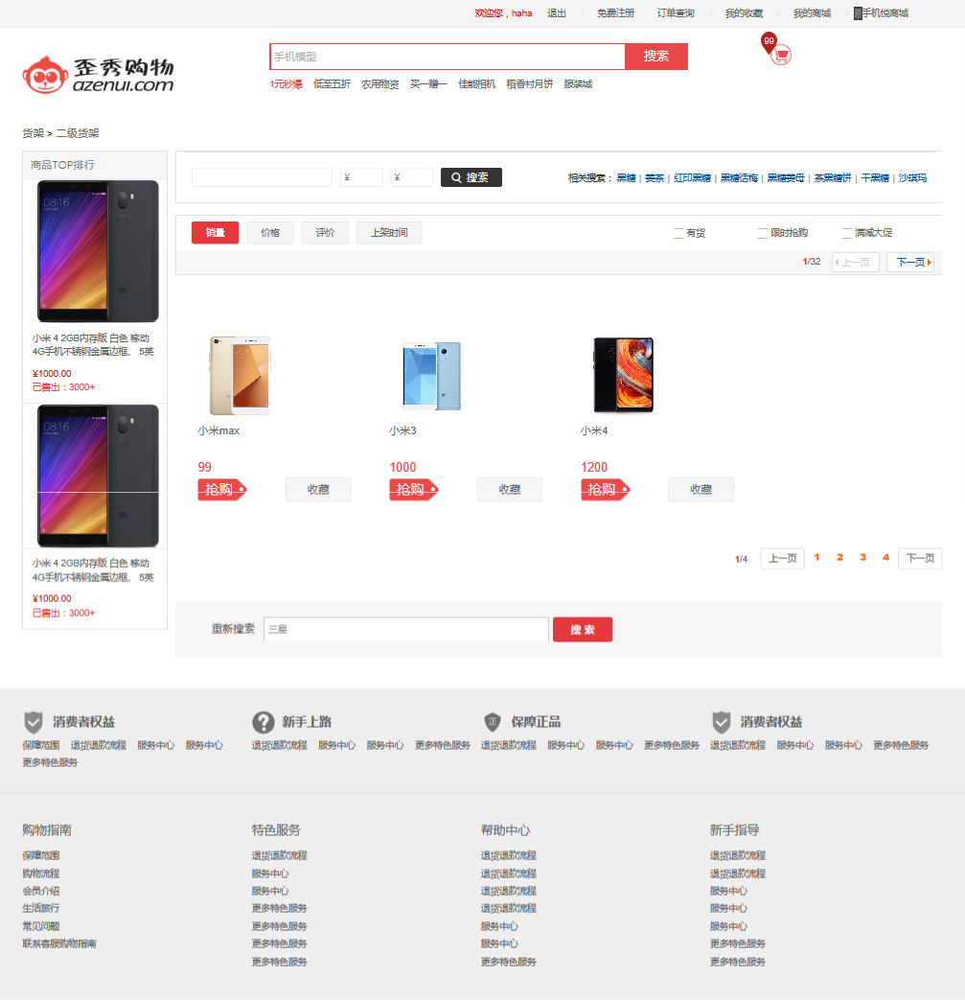 欢迎您，haha 退出 免费注册 订单查询 我的收藏 我的商城 手机悦商城
歪秀购物
azenui.com
手机模型 搜索
99
1元秒爆 低至五折 农用物资 买一赠一 佳能相机 稻香村月饼 服装城
货架 > 二级货架
商品TOP排行
08:16
小米 4 2GB内存版 白色 移动
4G手机不锈钢金属边框、 5英
¥1000.00
已售出：3000+
08:16
小米 4 2GB内存版 白色 移动
4G手机不锈钢金属边框、 5英
¥1000.00
已售出：3000+
¥ ¥ 搜索 相关搜索： 黑糖 | 姜茶 | 红印黑糖 | 黑糖话梅 | 黑糖姜母 | 茶黑糖饼 | 干黑糖 | 沙琪玛
销量 价格 评价 上架时间 有货 限时抢购 满减大促
1/32 上一页 下一页
小米max 小米3 小米4
99 1000 1200
抢购 收藏 抢购 收藏 抢购 收藏
1/4 上一页 1 2 3 4 下一页
重新搜索 三星 搜 索
消费者权益 新手上路 正 保障正品 消费者权益
保障范围 退货退款流程 服务中心 服务中心 退货退款流程 服务中心 服务中心 更多特色服务 退货退款流程 服务中心 服务中心 更多特色服务 退货退款流程 服务中心 服务中心 更多特色服务
更多特色服务
购物指南
保障范围
购物流程
会员介绍
生活旅行
常见问题
联系客服购物指南
特色服务
退货退款流程
服务中心
服务中心
更多特色服务
更多特色服务
更多特色服务
更多特色服务
帮助中心
退货退款流程
退货退款流程
退货退款流程
退货退款流程
服务中心
服务中心
更多特色服务
新手指导
退货退款流程
退货退款流程
服务中心
服务中心
服务中心
更多特色服务
更多特色服务